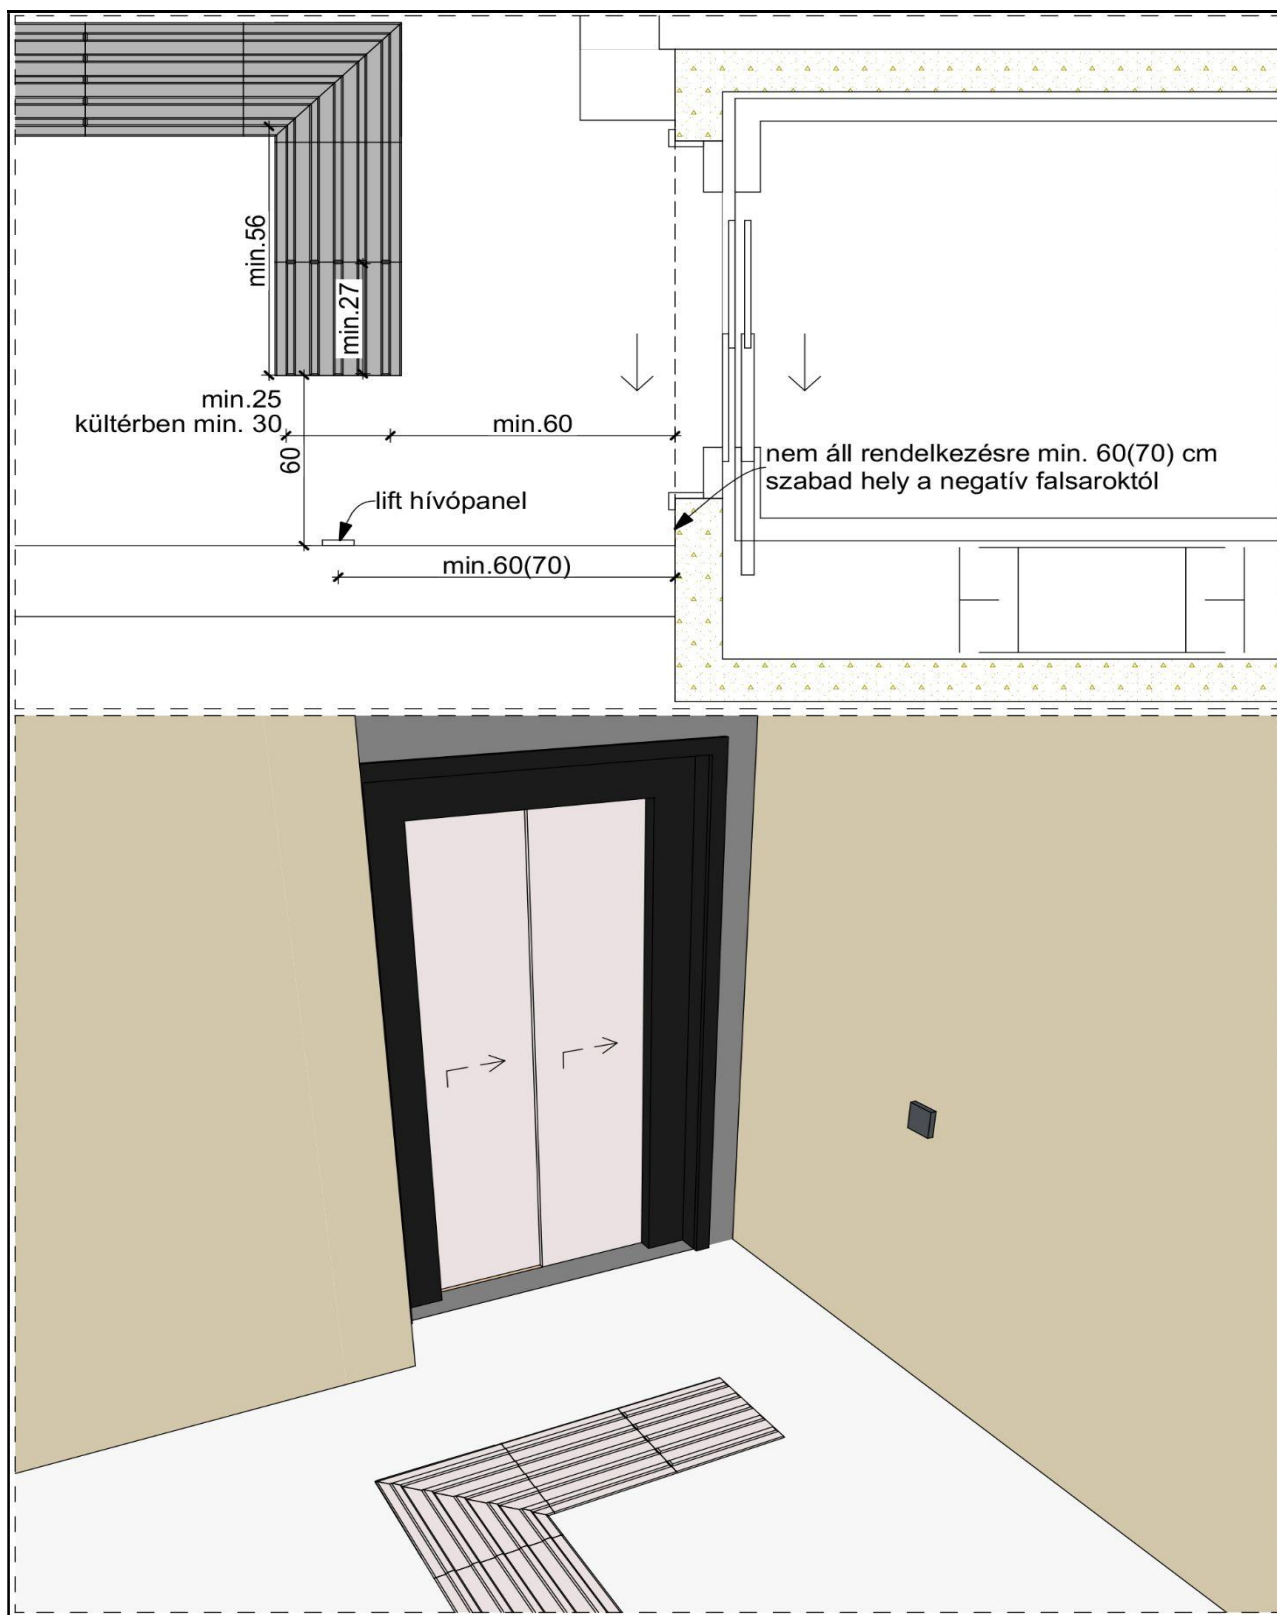 min.56
min.27
min.25
kültérben min. 30
min.60
60
nem áll rendelkezésre min. 60(70) cm
szabad hely a negatív falsaroktól
lift hívópanel
min.60(70)